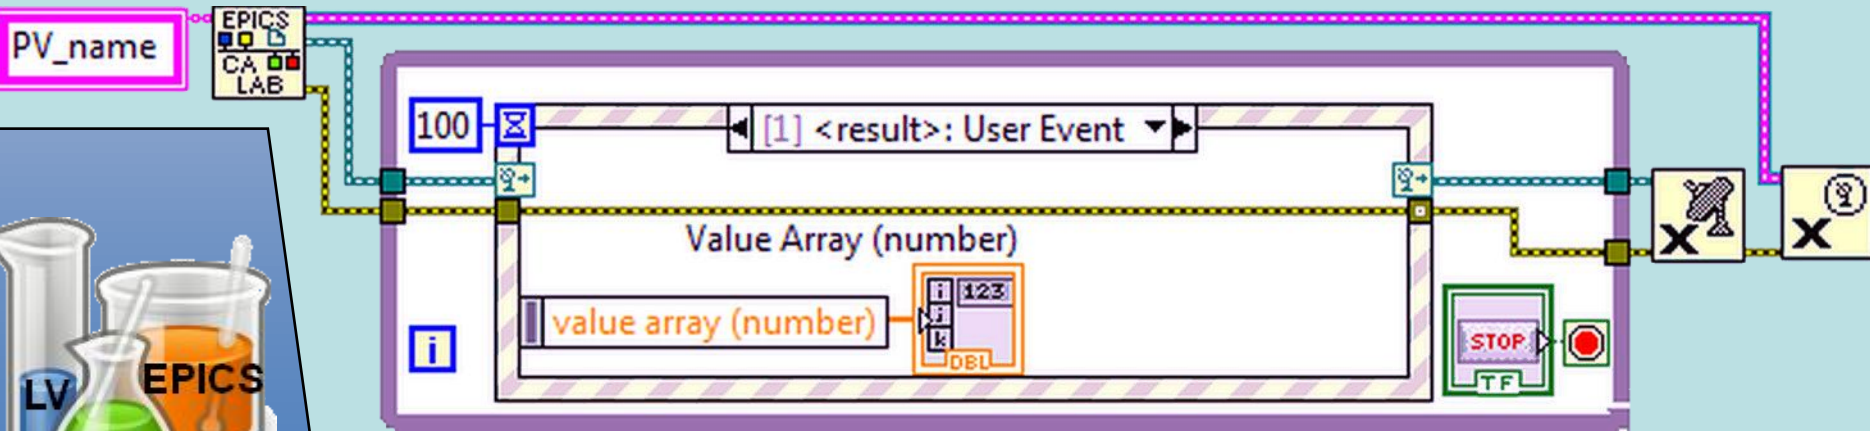 PV_name
EPICS
CA
LAB
100
[1] <result>: User Event
Value Array (number)
value array (number)
i
j
k
123
DBL
i
STOP
TF
X
X
LV
EPICS